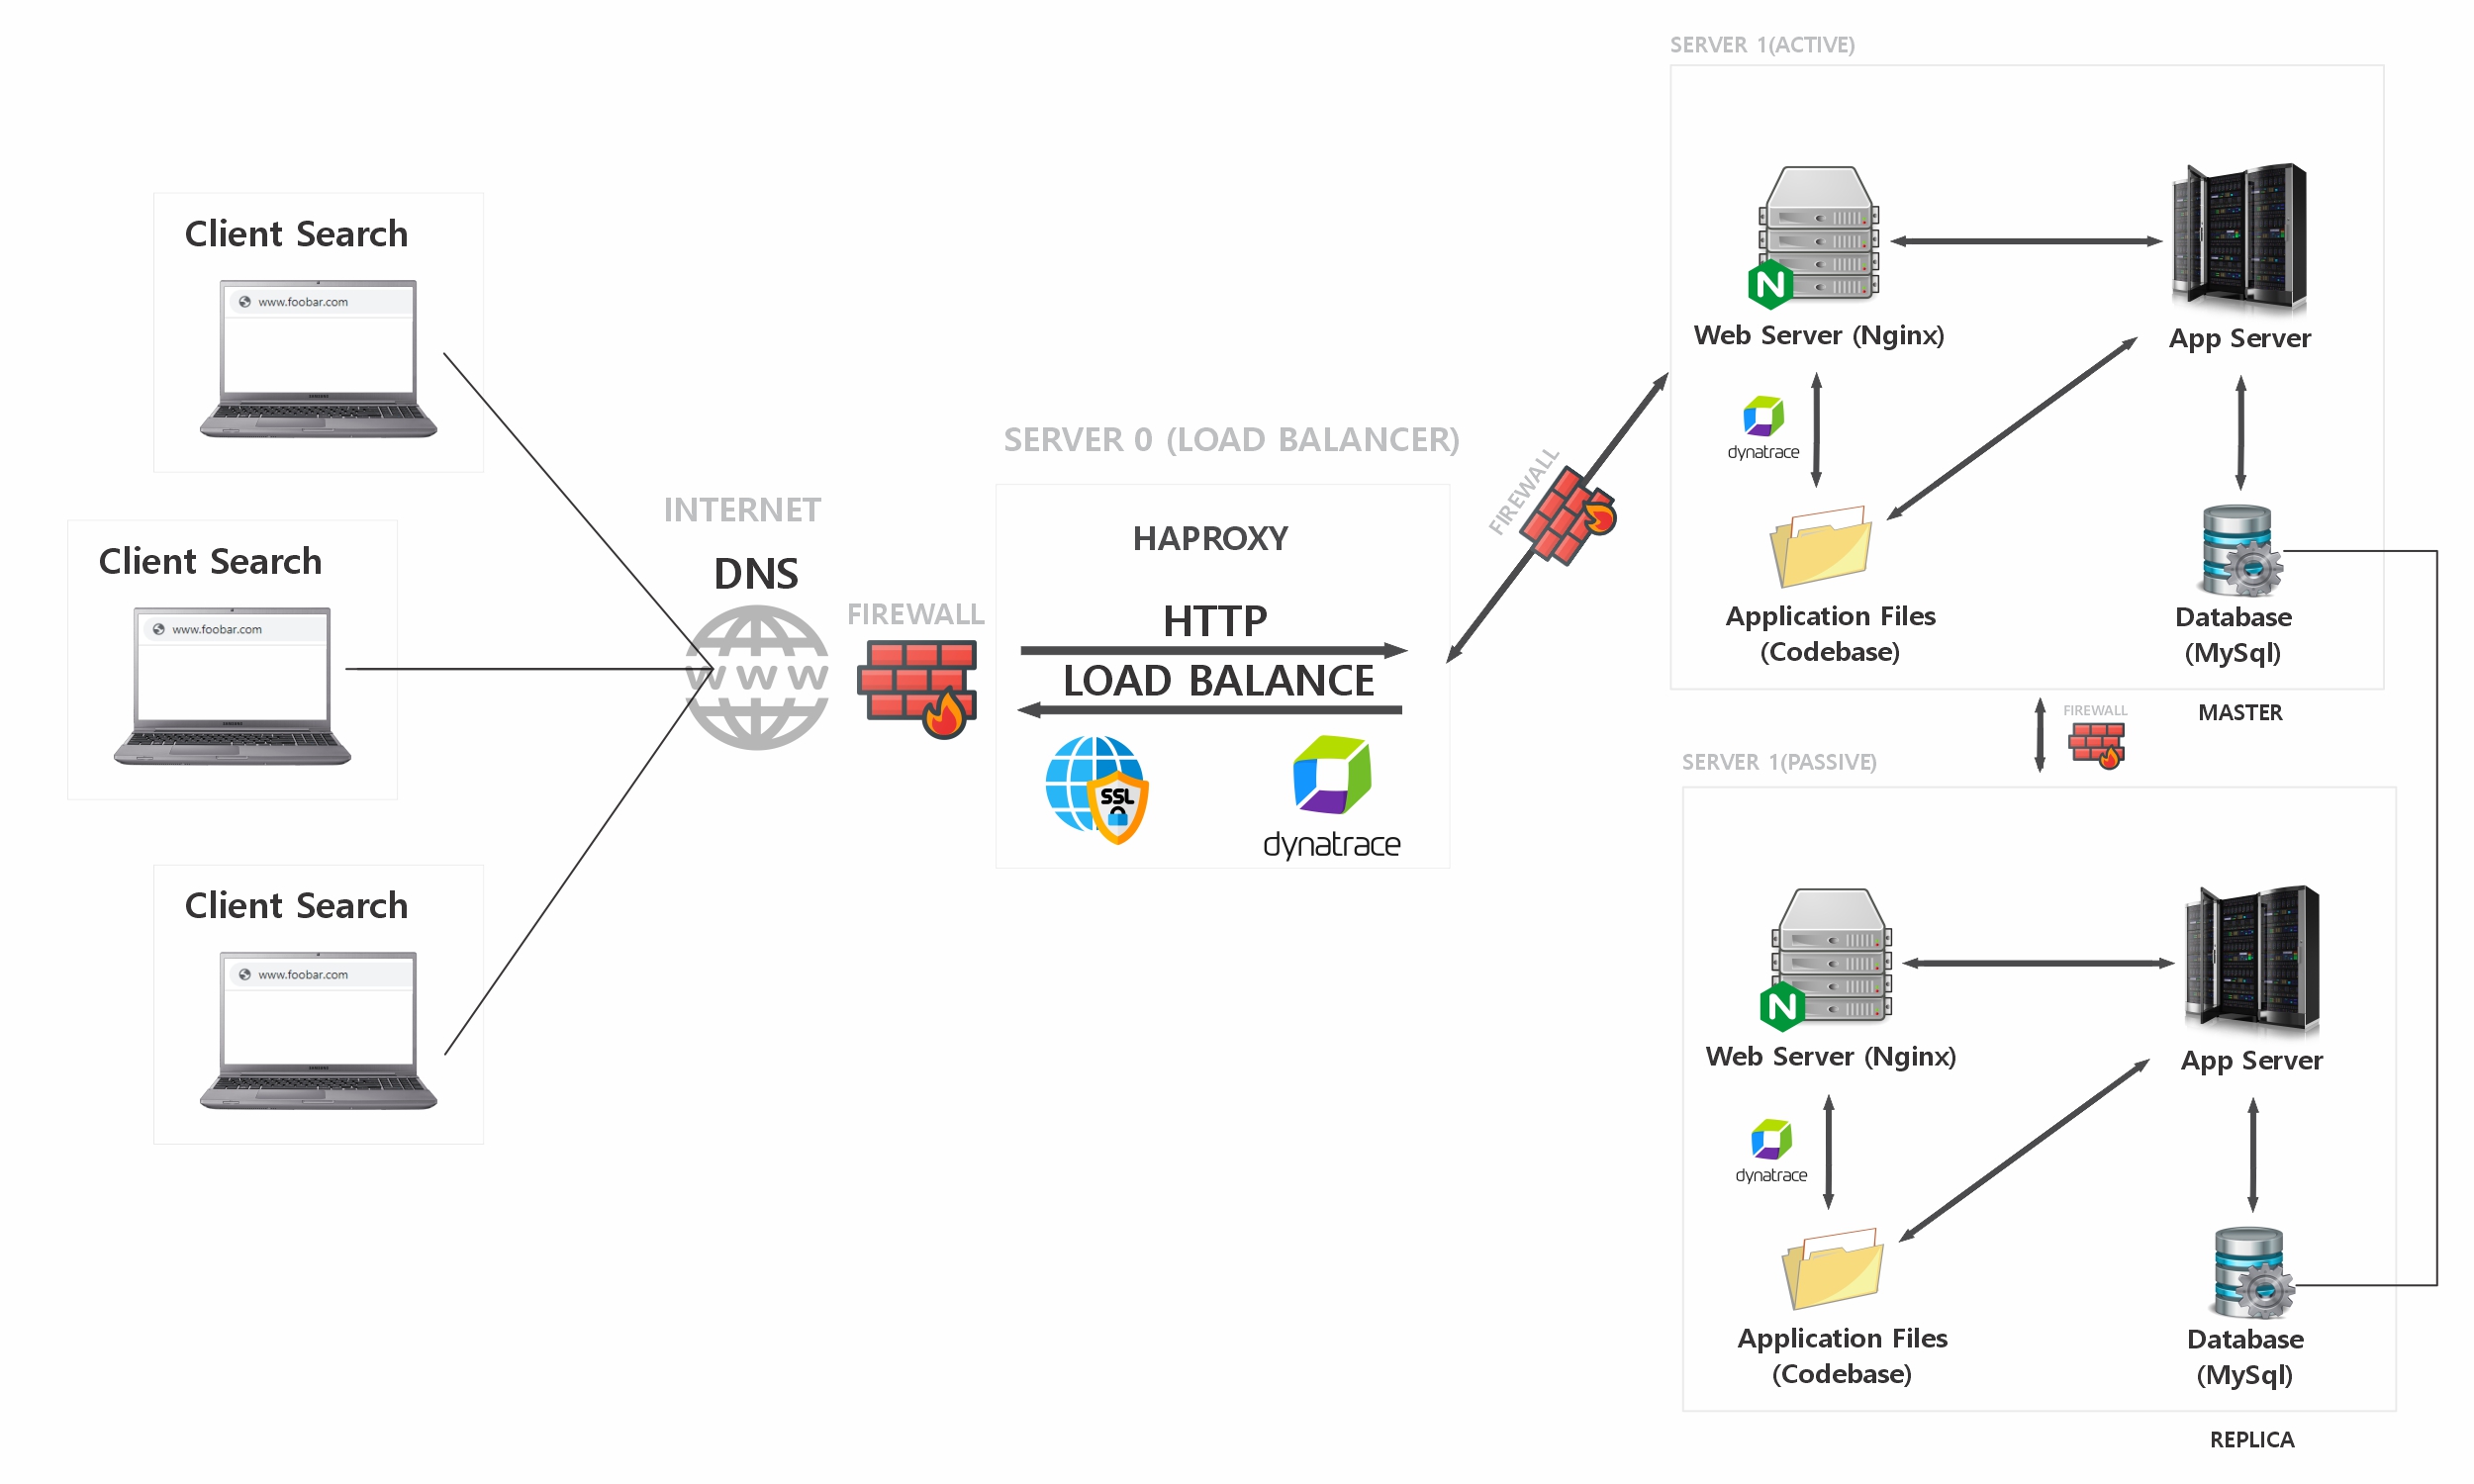 Client Search
www.foobar.com
Client Search
www.foobar.com
Client Search
www.foobar.com
INTERNET
DNS
WWW
FIREWALL
SERVER 0 (LOAD BALANCER)
HAPROXY
HTTP
LOAD BALANCE
SSL
dynatrace
FIREWALL
SERVER 1(ACTIVE)
N
Web Server (Nginx)
App Server
dynatrace
Application Files
(Codebase)
Database
(MySql)
MASTER
FIREWALL
SERVER 1(PASSIVE)
N
Web Server (Nginx)
App Server
dynatrace
Application Files
(Codebase)
Database
(MySql)
REPLICA